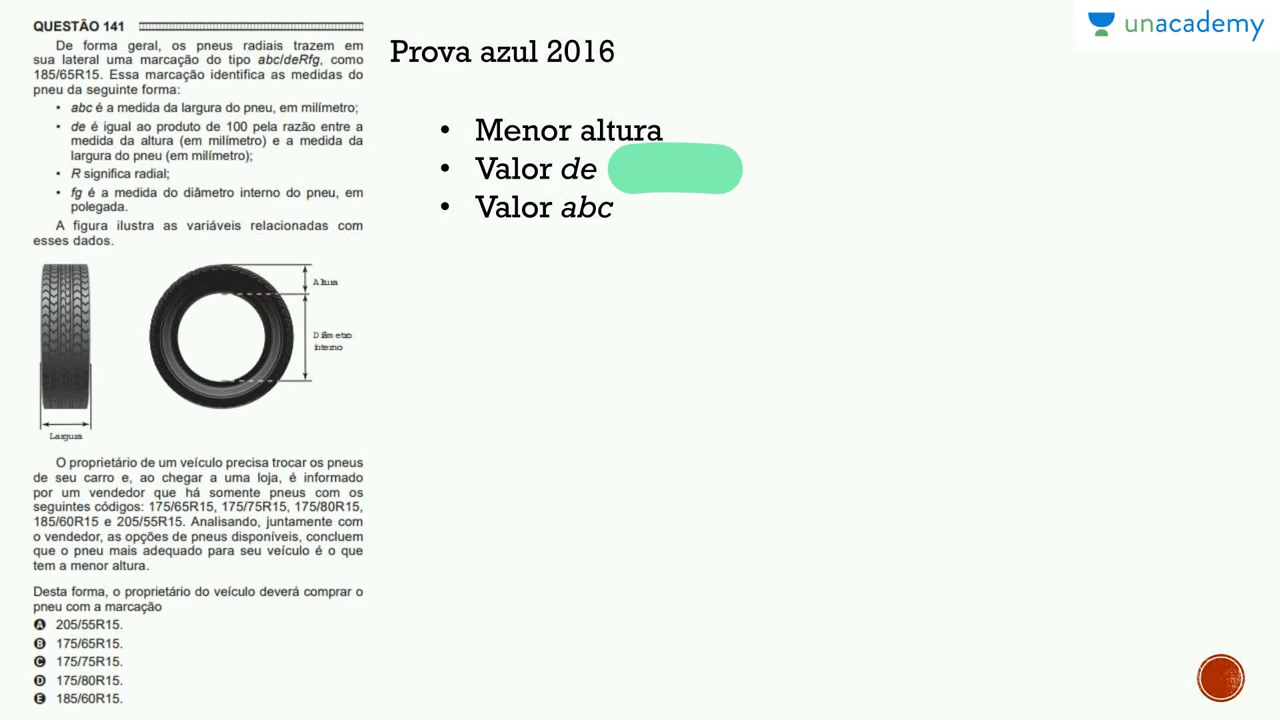 QUESTÃO 141
De forma geral, os pneus radiais trazem em
sua lateral uma marcação do tipo abc/deRfg, como
185/65R15. Essa marcação identifica as medidas do
pneu da seguinte forma:
• abc é a medida da largura do pneu, em milímetro;
• de é igual ao produto de 100 pela razão entre a
medida da altura (em milímetro) e a medida da
largura do pneu (em milímetro);
• R significa radial;
• fg é a medida do diâmetro interno do pneu, em
polegada.
A figura ilustra as variáveis relacionadas com
esses dados.
Altura
Diâmetro
interno
Largura
O proprietário de um veículo precisa trocar os pneus
de seu carro e, ao chegar a uma loja, é informado
por um vendedor que há somente pneus com os
seguintes códigos: 175/65R15, 175/75R15, 175/80R15,
185/60R15 e 205/55R15. Analisando, juntamente com
o vendedor, as opções de pneus disponíveis, concluem
que o pneu mais adequado para seu veículo é o que
tem a menor altura.
Desta forma, o proprietário do veículo deverá comprar o
pneu com a marcação
A 205/55R15.
B 175/65R15.
C 175/75R15.
D 175/80R15.
E 185/60R15.
Prova azul 2016
• Menor altura
• Valor de
• Valor abc
unacademy